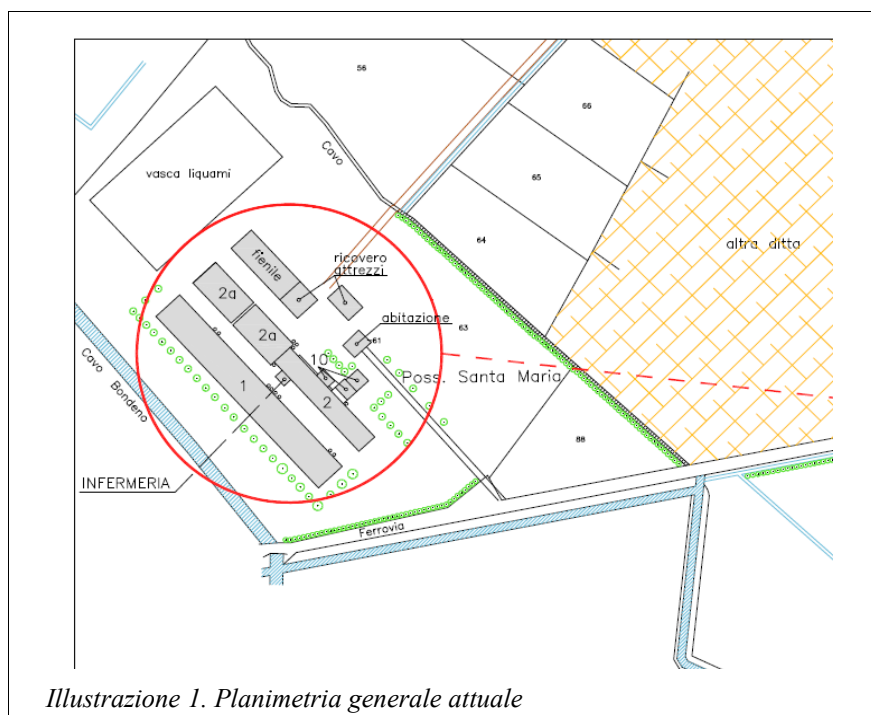 56
66
Cavo
vasca liquami
65
64
altra ditta
fienile
ricovero
attrezzi
2a
abitazione
63
2a
61
10
Poss. Santa Maria
1
2
Cavo Bondeno
88
INFERMERIA
Ferrovia
Illustrazione 1. Planimetria generale attuale